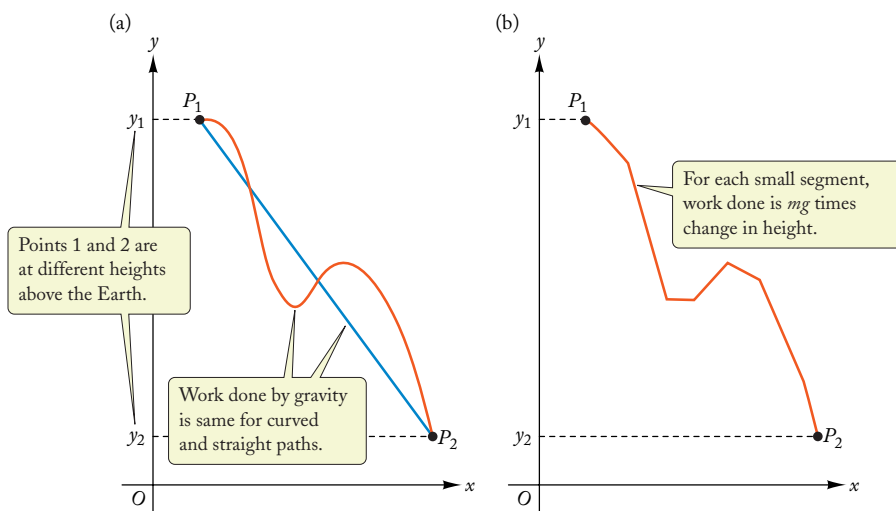 (a)
y
P1
y1
Points 1 and 2 are
at different heights
above the Earth.
Work done by gravity
is same for curved
and straight paths.
y2
P2
x
O
(b)
y
P1
y1
For each small segment,
work done is mg times
change in height.
y2
P2
x
O